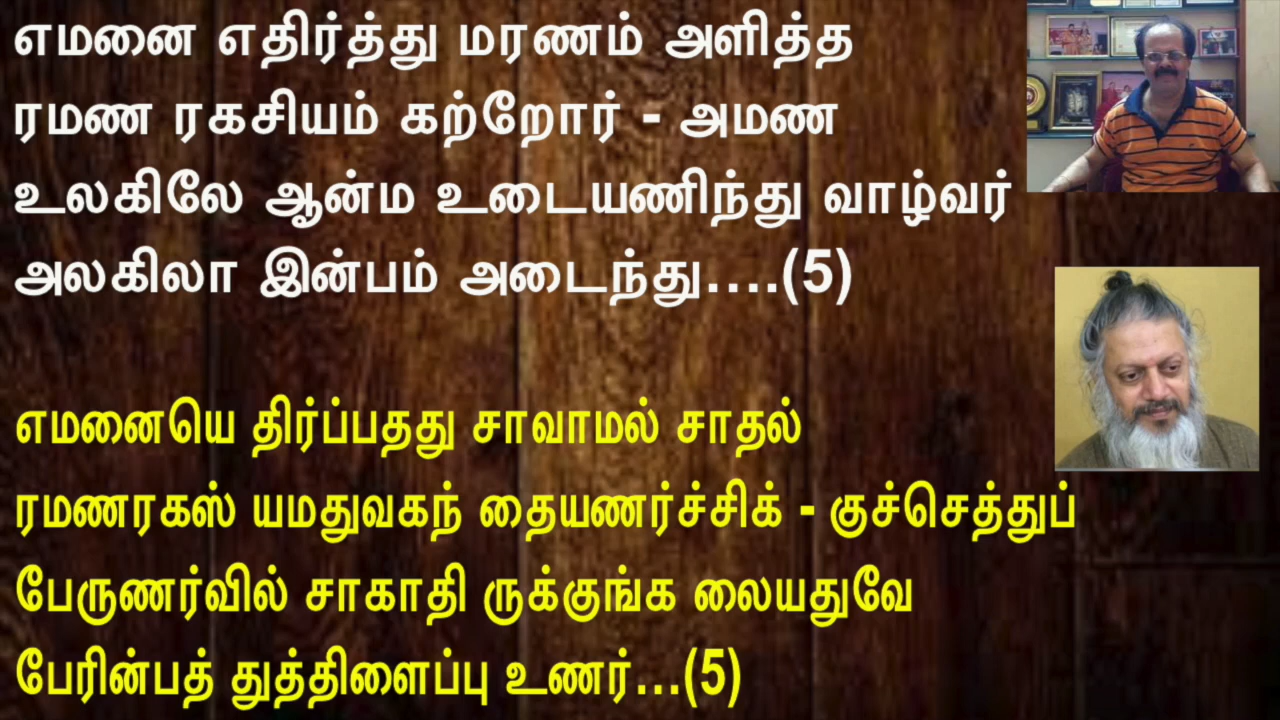 எமனை எதிர்த்து மரணம் அளித்த
ரமண ரகசியம் கற்றோர் - அமண
உலகிலே ஆன்ம உடையணிந்து வாழ்வர்
அலகிலா இன்பம் அடைந்து....(5)
எமனையெ திர்ப்பதது சாவாமல் சாதல்
ரமணரகஸ் யமதுவகந் தையணர்ச்சிக் - குச்செத்துப்
பேருணர்வில் சாகாதி ருக்குங்க லையதுவே
பேரின்பத் துத்திளைப்பு உணர்...(5)